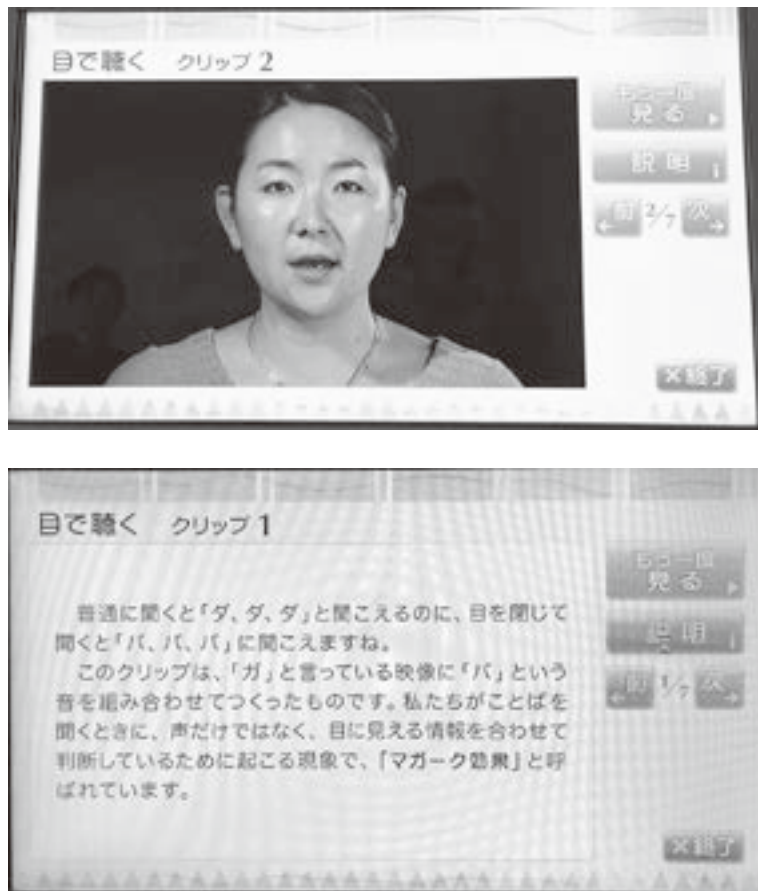 目で聴く クリップ 2
もう一度
見る
説明
前 2/7 次
×終了
目で聴く クリップ 1
普通に聞くと「ダ、ダ、ダ」と聞こえるのに、目を閉じて
聞くと「バ、バ、バ」に聞こえますね。
このクリップは、「ガ」と言っている映像に「バ」という
音を組み合わせてつくったものです。私たちがことばを
聞くときに、声だけではなく、目に見える情報を合わせて
判断しているために起こる現象で、「マガーク効果」と呼
ばれています。
もう一度
見る
説明
前 1/7 次
×終了